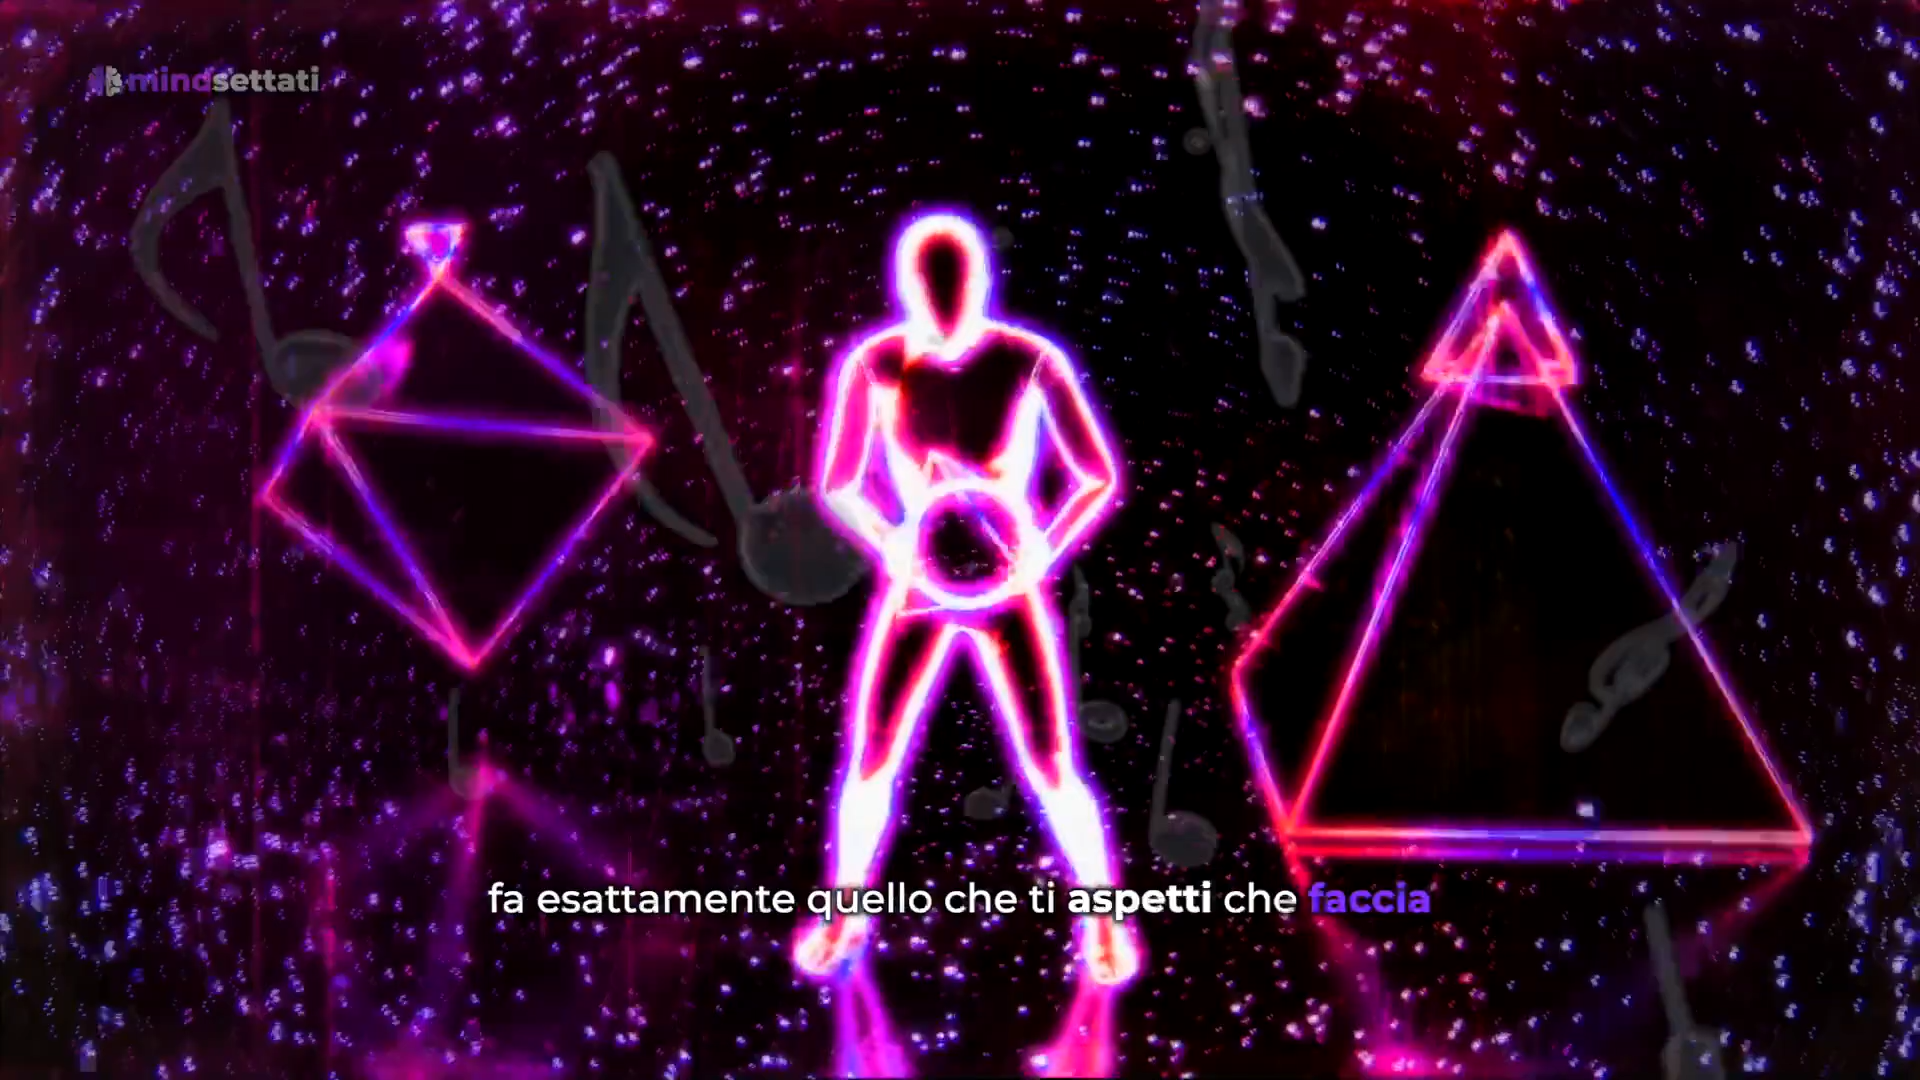 mindsettati
fa esattamente quello che ti aspetti che faccia